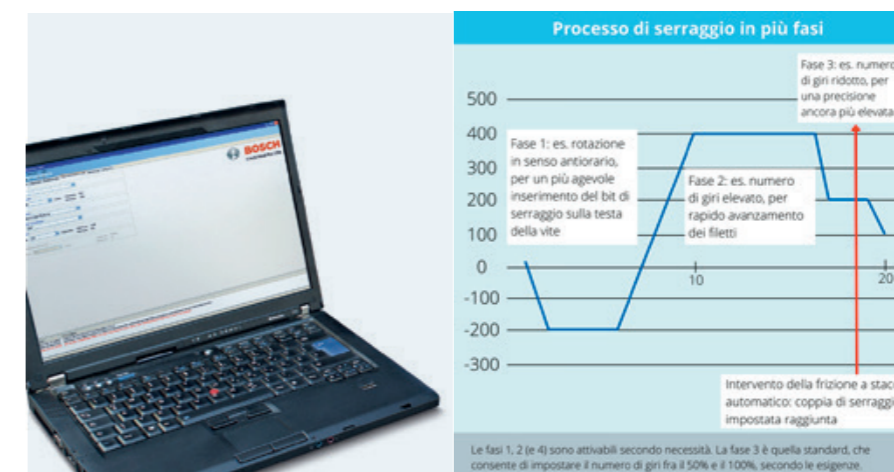 BOSCH
Processo di serraggio in più fasi
Fase 3: es. numero
di giri ridotto, per
una precisione
ancora più elevata
500
400
300
200
100
0
-100
-200
-300
Fase 1: es. rotazione
in senso antiorario,
per un più agevole
inserimento del bit di
serraggio sulla testa
della vite
Fase 2: es. numero
di giri elevato, per
rapido avanzamento
dei filetti
10
20
Intervento della frizione a stacc
automatico: coppia di serraggi
impostata raggiunta
Le fasi 1, 2 (e 4) sono attivabili secondo necessità. La fase 3 è quella standard, che
consente di impostare il numero di giri fra il 50% e il 100%, secondo le esigenze.